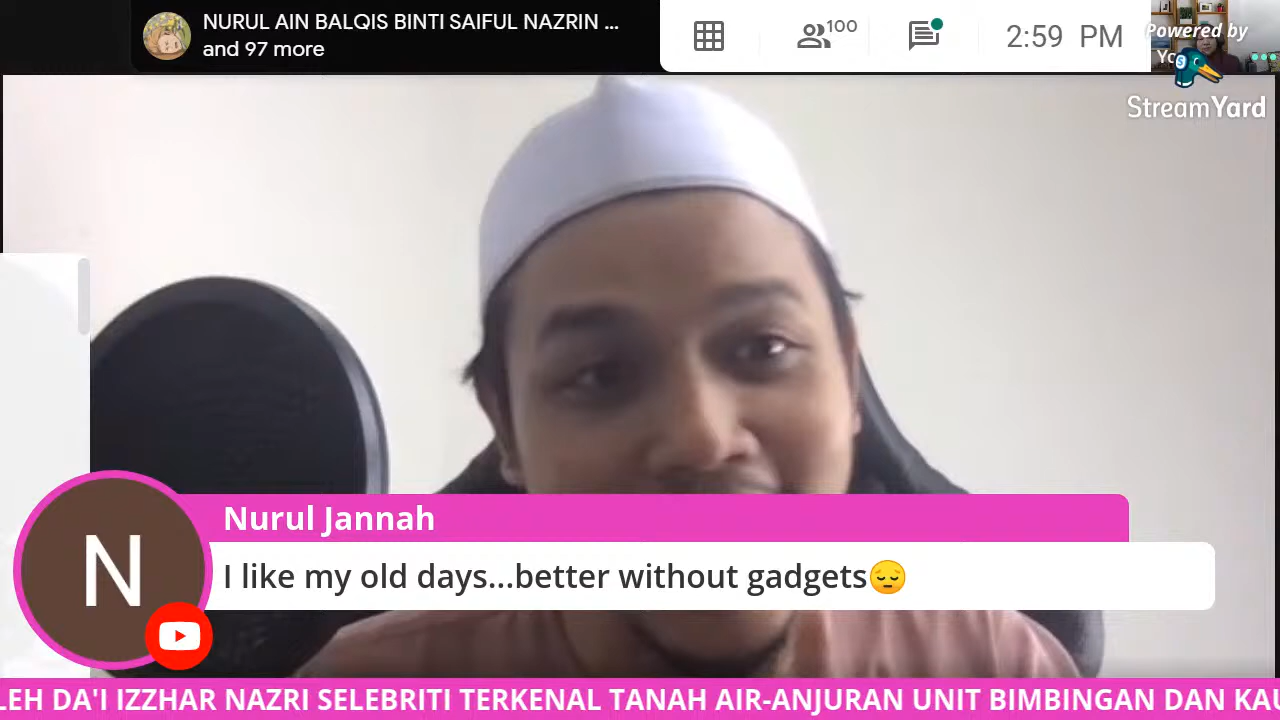 NURUL AIN BALQIS BINTI SAIFUL NAZRIN ...
and 97 more
100
2:59 PM
Powered by
StreamYard
Nurul Jannah
N
I like my old days...better without gadgets😔
LEH DA'I IZZHAR NAZRI SELEBRITI TERKENAL TANAH AIR-ANJURAN UNIT BIMBINGAN DAN KAU